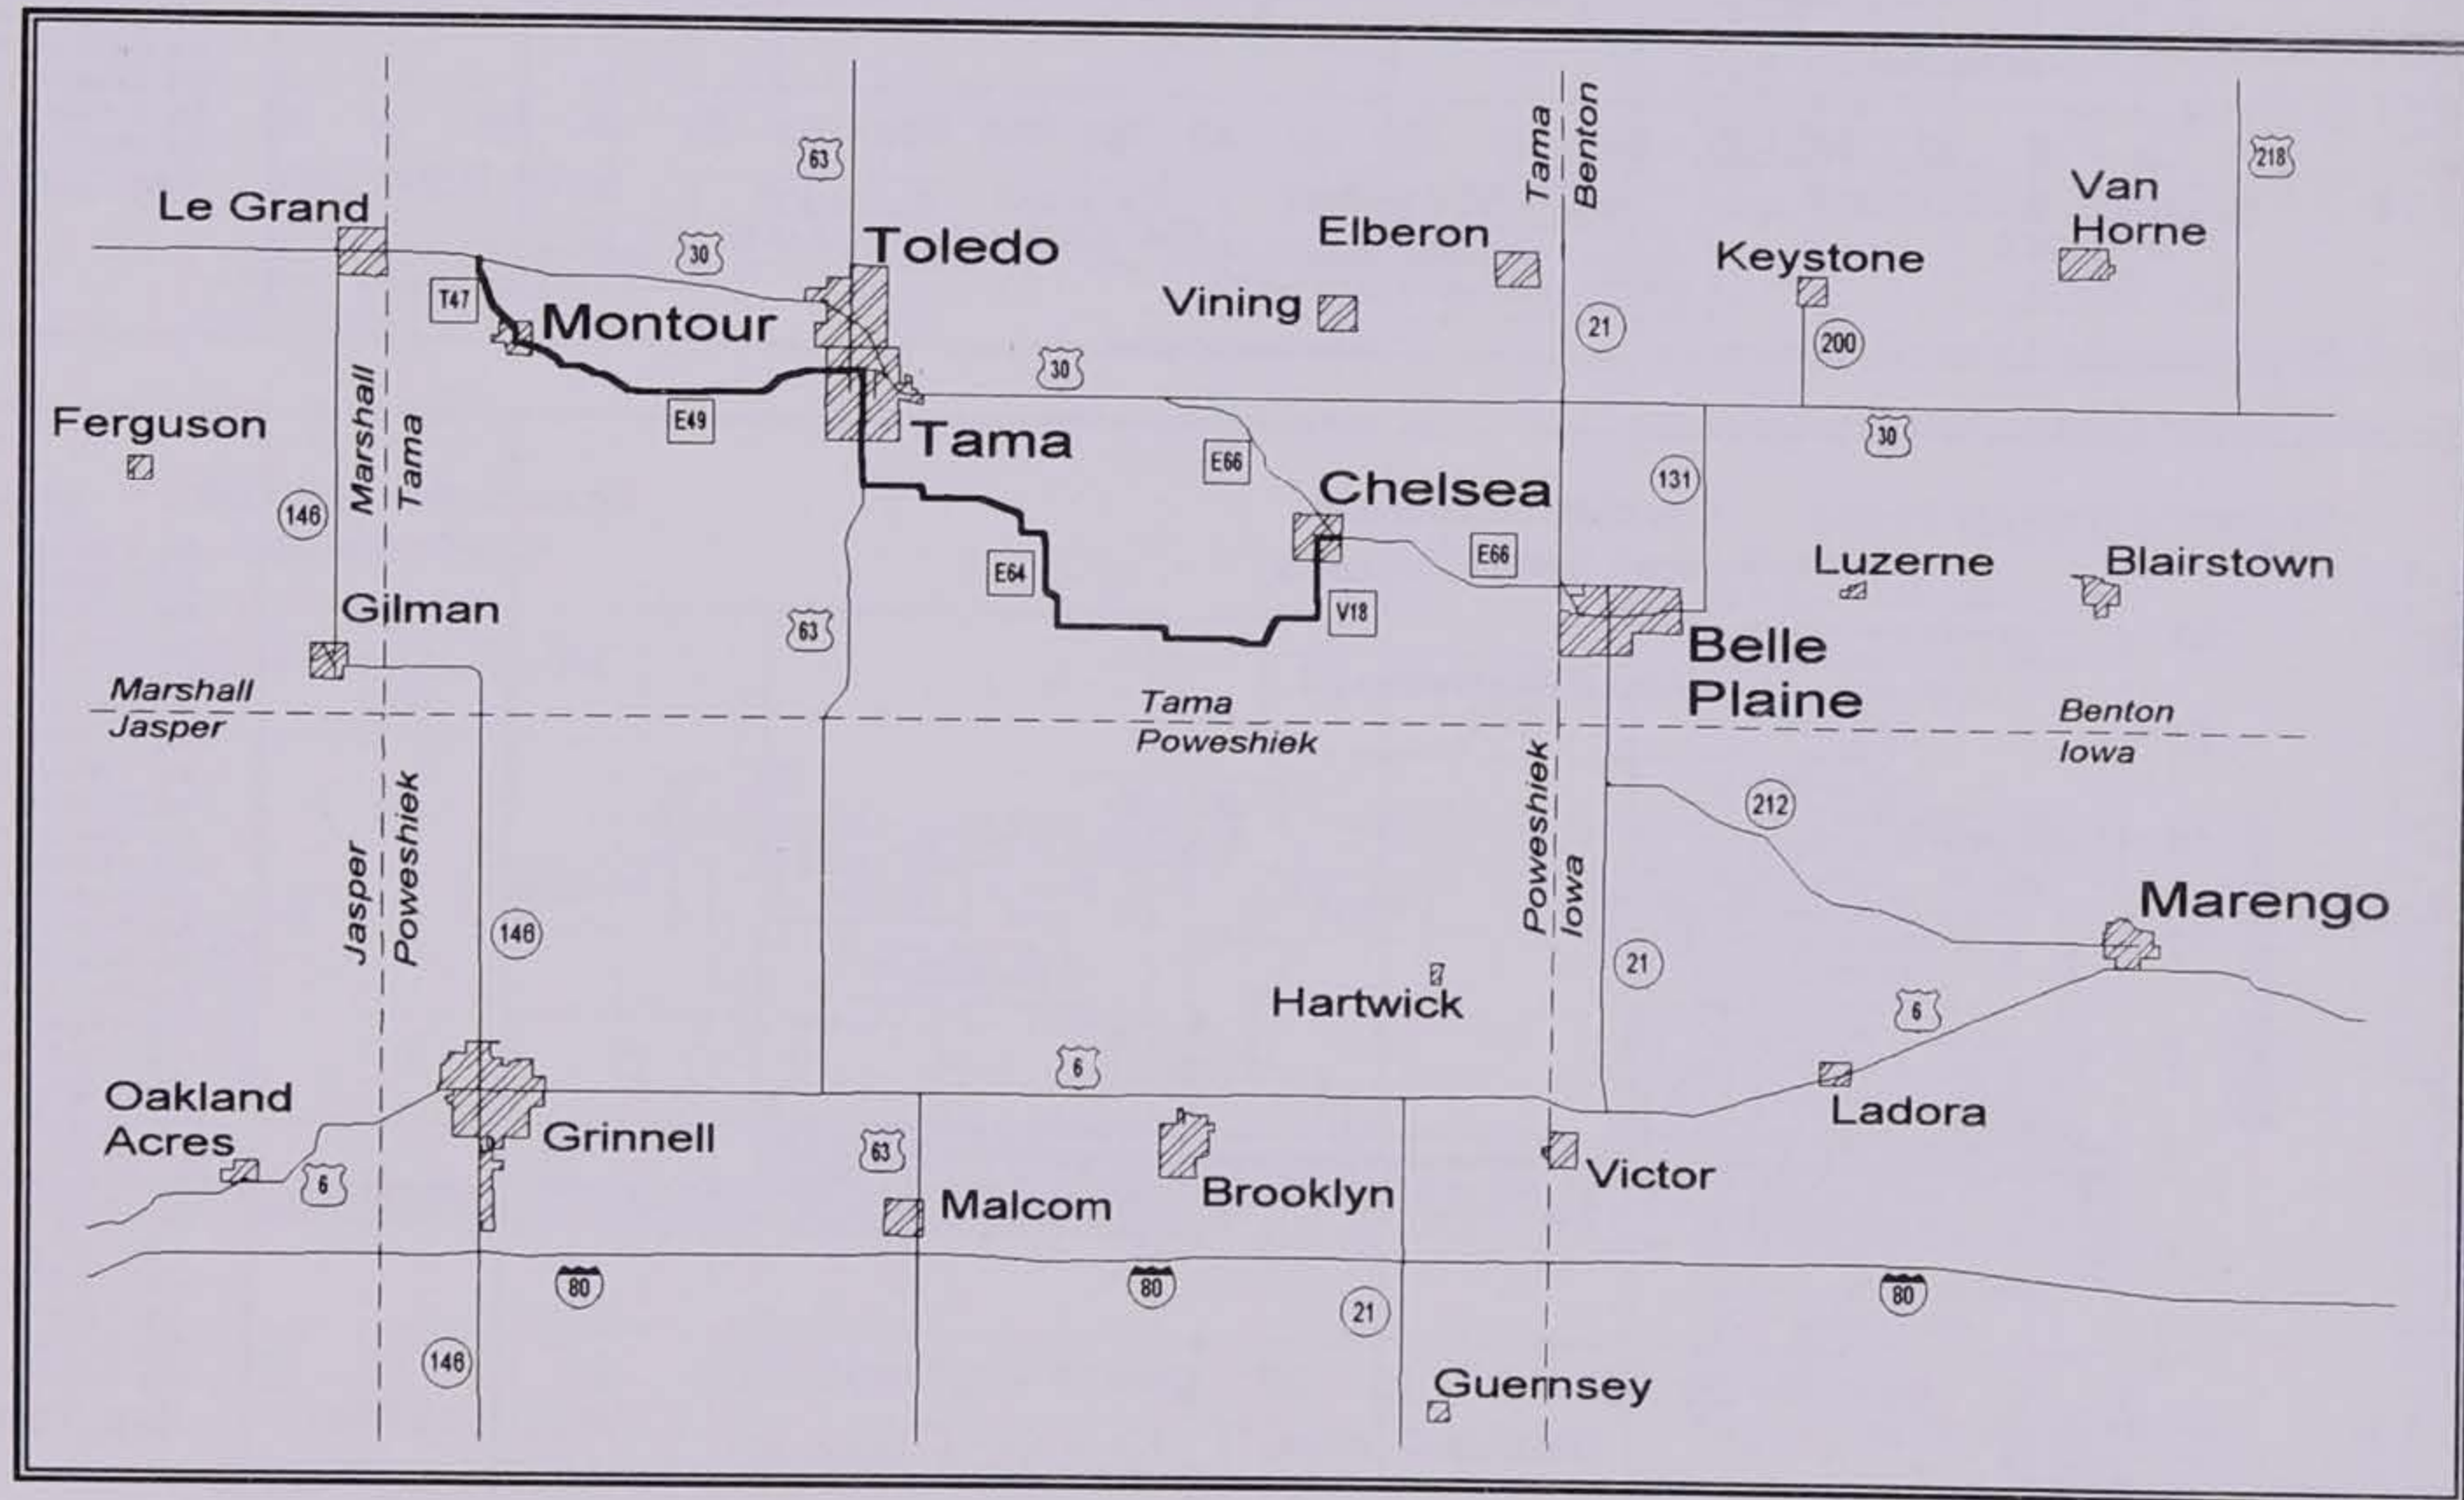 Tama
Benton
63
218
Van
Horne
Le Grand
30
Toledo
Elberon
Keystone
T47
Montour
Vining
21
200
30
Marshall
Tama
Ferguson
E49
Tama
30
E66
Chelsea
131
146
E64
E66
Luzerne
Blairstown
Gilman
63
V18
Belle
Plaine
Marshall
Jasper
Tama
Poweshiek
Benton
Iowa
Jasper
Poweshiek
Poweshiek
Iowa
212
Marengo
146
21
Hartwick
6
6
Oakland
Acres
Grinnell
63
Ladora
6
Malcom
Brooklyn
Victor
80
80
80
21
146
Guernsey